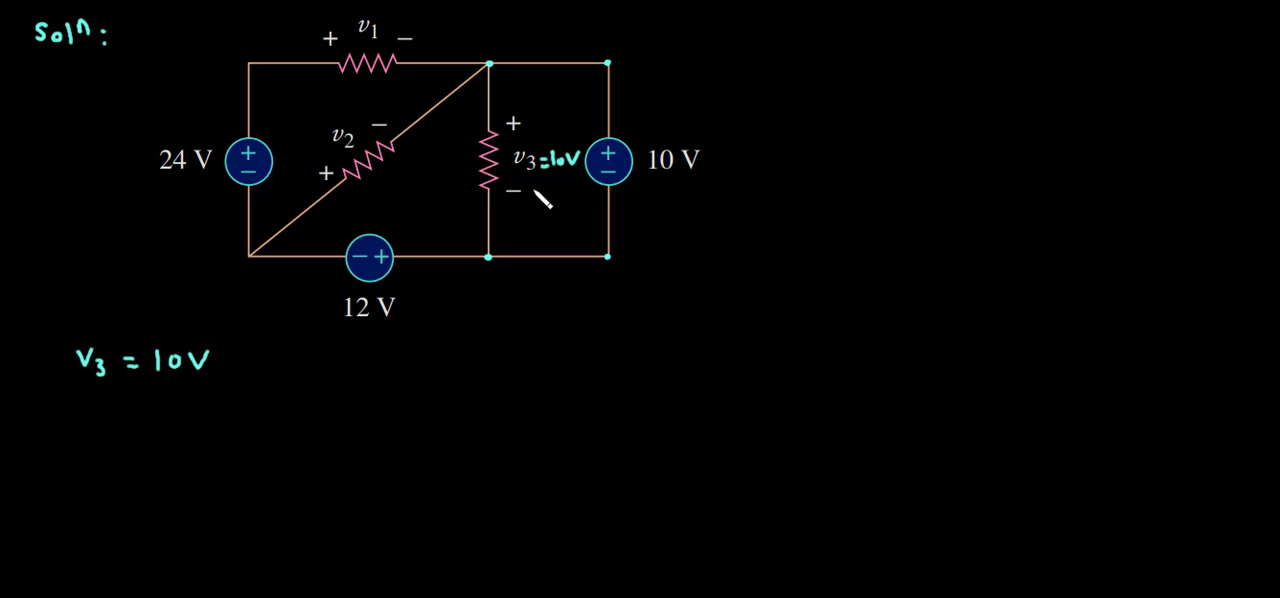 Soln:
+ v1 −
v2 −
+
24 V
+
−
+
v3 = 10V
−
+
−
10 V
− +
12 V
V3 = 10V